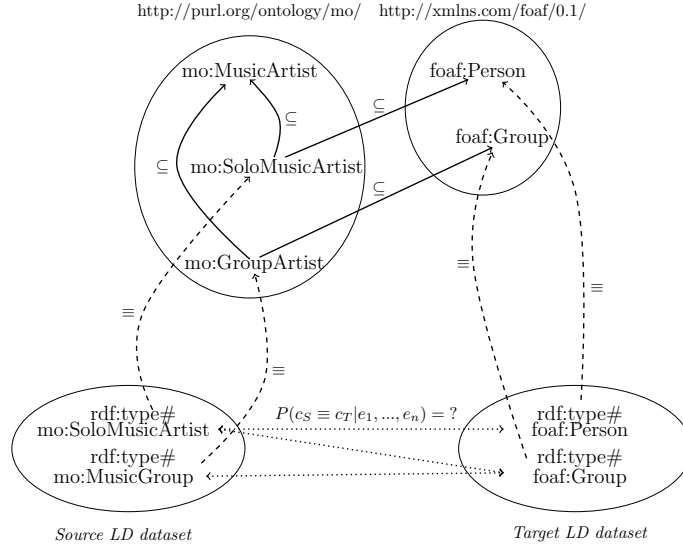 http://purl.org/ontology/mo/ http://xmlns.com/foaf/0.1/
mo:MusicArtist foaf:Person
⊆ ⊆
foaf:Group
⊆ mo:SoloMusicArtist
⊆
mo:GroupArtist ≡
≡
≡
≡
rdf:type# P(c_S ≡ c_T|e_1, ..., e_n) = ? rdf:type#
mo:SoloMusicArtist foaf:Person
rdf:type# rdf:type#
mo:MusicGroup foaf:Group
Source LD dataset Target LD dataset